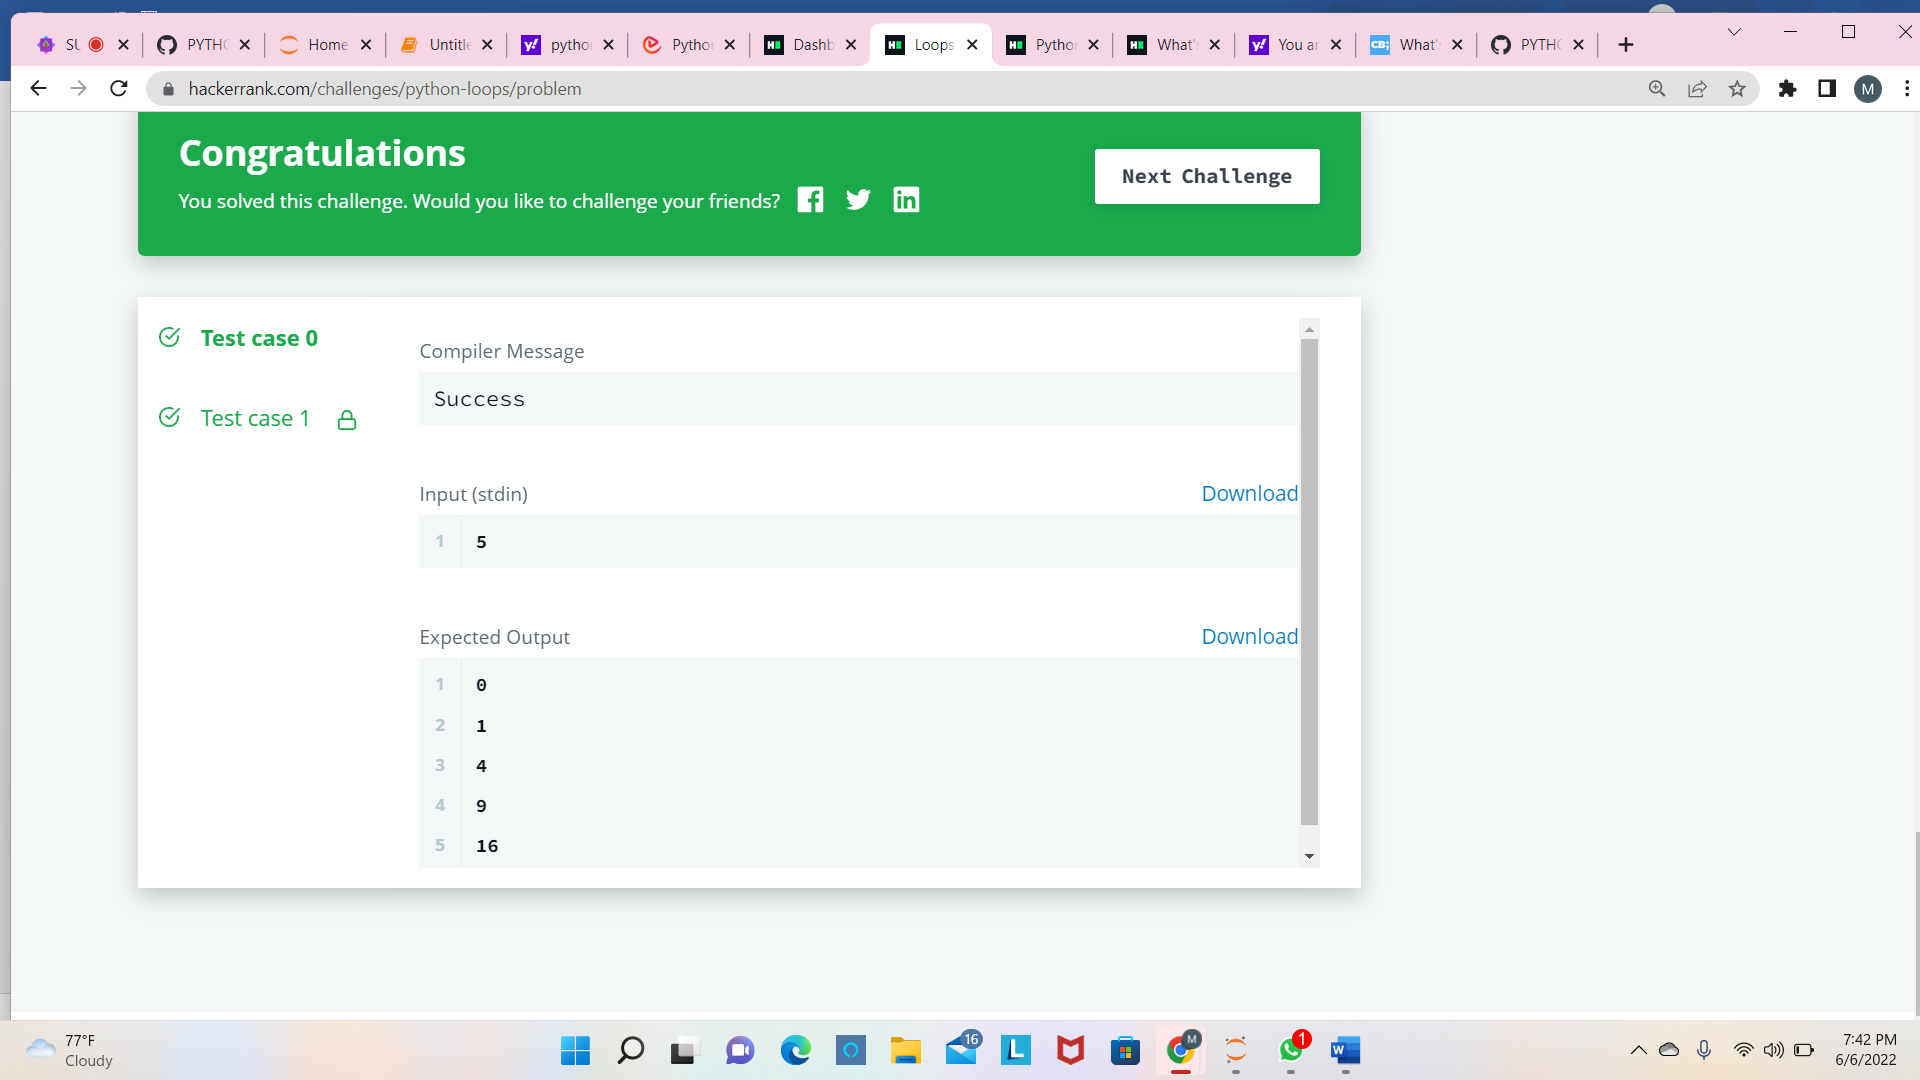 SU
PYTHO
Home
Untitle
pytho
Pythor
Dashb
Loops
Pythor
What's
You ar
What's
PYTHO
hackerrank.com/challenges/python-loops/problem
M
Congratulations
You solved this challenge. Would you like to challenge your friends?
Next Challenge
Test case 0
Test case 1
Compiler Message
Success
Input (stdin)
Download
1 5
Expected Output
Download
1 0
2 1
3 4
4 9
5 16
77°F
Cloudy
16
M
1
7:42 PM
6/6/2022